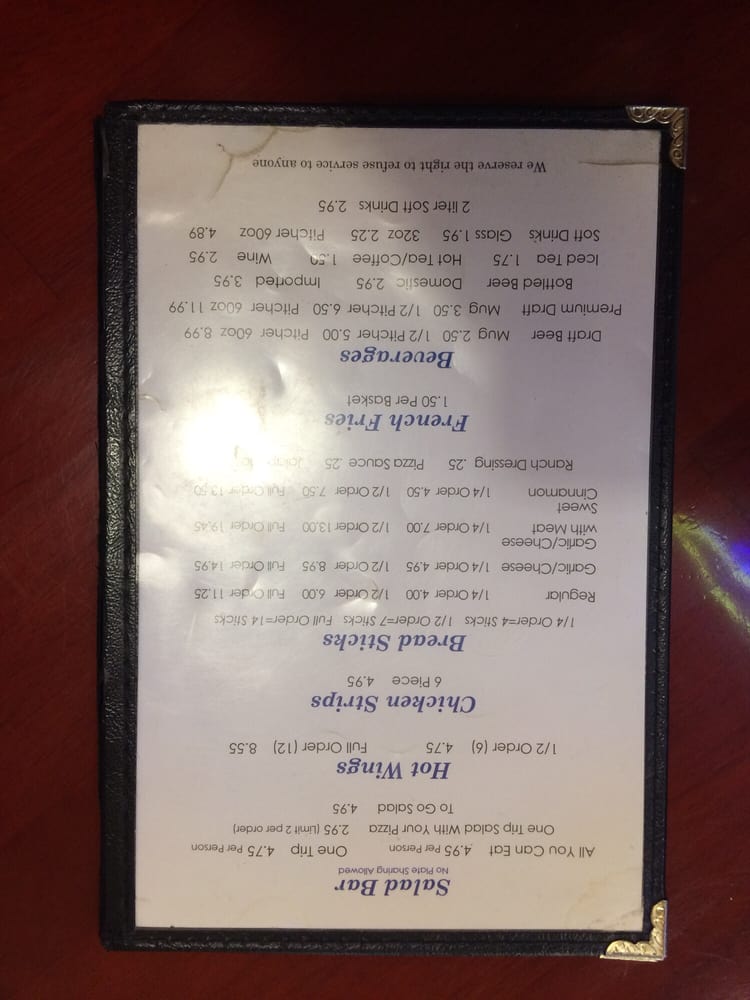 Salad Bar
No Plate Sharing Allowed
All You Can Eat 4.95 Per Person One Trip 4.75 Per Person
One Trip Salad With Your Pizza 2.95 (Limit 2 per order)
To Go Salad 4.95
Hot Wings
1/2 Order (6) 4.75 Full Order (12) 8.55
Chicken Strips
6 Piece 4.95
Bread Sticks
1/4 Order=4 Sticks 1/2 Order=7 Sticks Full Order=14 Sticks
Regular 1/4 Order 4.00 1/2 Order 6.00 Full Order 11.25
Garlic/Cheese 1/4 Order 4.95 1/2 Order 8.95 Full Order 14.95
Garlic/Cheese
with Meat 1/4 Order 7.00 1/2 Order 13.00 Full Order 19.45
Sweet
Cinnamon 1/4 Order 4.50 1/2 Order 7.50 Full Order 13.50
Ranch Dressing .25 Pizza Sauce .25
French Fries
1.50 Per Basket
Beverages
Draft Beer Mug 2.50 1/2 Pitcher 5.00 Pitcher 60oz 8.99
Premium Draft Mug 3.50 1/2 Pitcher 6.50 Pitcher 60oz 11.99
Bottled Beer Domestic 2.95 Imported 3.95
Iced Tea 1.75 Hot Tea/Coffee 1.50 Wine 2.95
Soft Drinks Glass 1.95 32oz 2.25 Pitcher 60oz 4.89
2 liter Soft Drinks 2.95
We reserve the right to refuse service to anyone